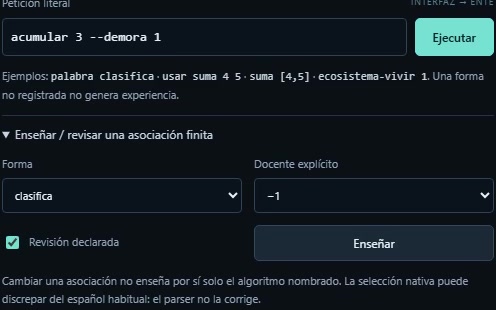 Petición literal
INTERFAZ → ENTE
acumular 3 --demora 1
Ejecutar
Ejemplos: palabra clasifica · usar suma 4 5 · suma [4,5] · ecosistema-vivir 1. Una forma
no registrada no genera experiencia.
▼ Enseñar / revisar una asociación finita
Forma
Docente explícito
clasifica
−1
Revisión declarada
Enseñar
Cambiar una asociación no enseña por sí solo el algoritmo nombrado. La selección nativa puede
discrepar del español habitual: el parser no la corrige.